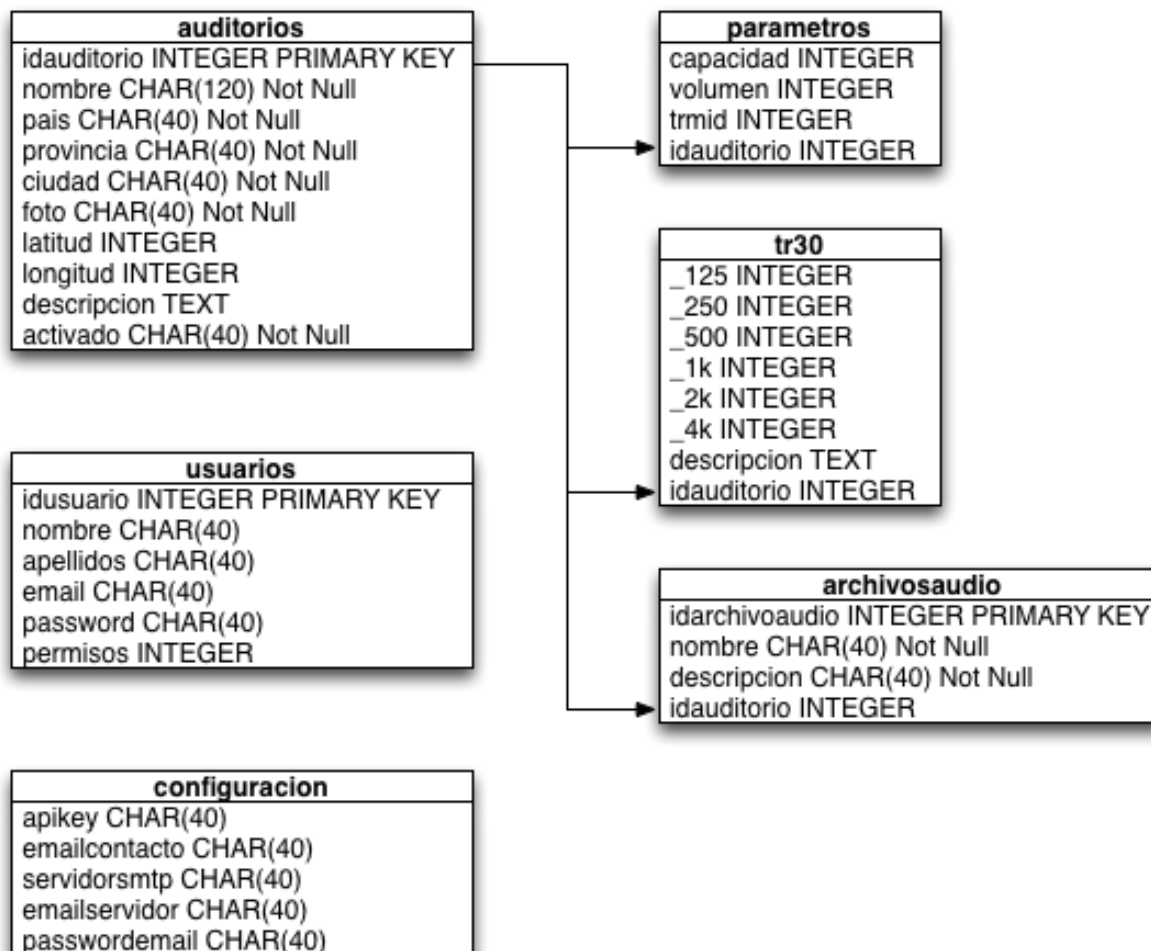 auditorios
idauditorio INTEGER PRIMARY KEY
nombre CHAR(120) Not Null
pais CHAR(40) Not Null
provincia CHAR(40) Not Null
ciudad CHAR(40) Not Null
foto CHAR(40) Not Null
latitud INTEGER
longitud INTEGER
descripcion TEXT
activado CHAR(40) Not Null
usuarios
idusuario INTEGER PRIMARY KEY
nombre CHAR(40)
apellidos CHAR(40)
email CHAR(40)
password CHAR(40)
permisos INTEGER
configuracion
apikey CHAR(40)
emailcontacto CHAR(40)
servidorsmtp CHAR(40)
emailservidor CHAR(40)
passwordemail CHAR(40)
parametros
capacidad INTEGER
volumen INTEGER
trmid INTEGER
idauditorio INTEGER
tr30
_125 INTEGER
_250 INTEGER
_500 INTEGER
_1k INTEGER
_2k INTEGER
_4k INTEGER
descripcion TEXT
idauditorio INTEGER
archivosaudio
idarchivoaudio INTEGER PRIMARY KEY
nombre CHAR(40) Not Null
descripcion CHAR(40) Not Null
idauditorio INTEGER